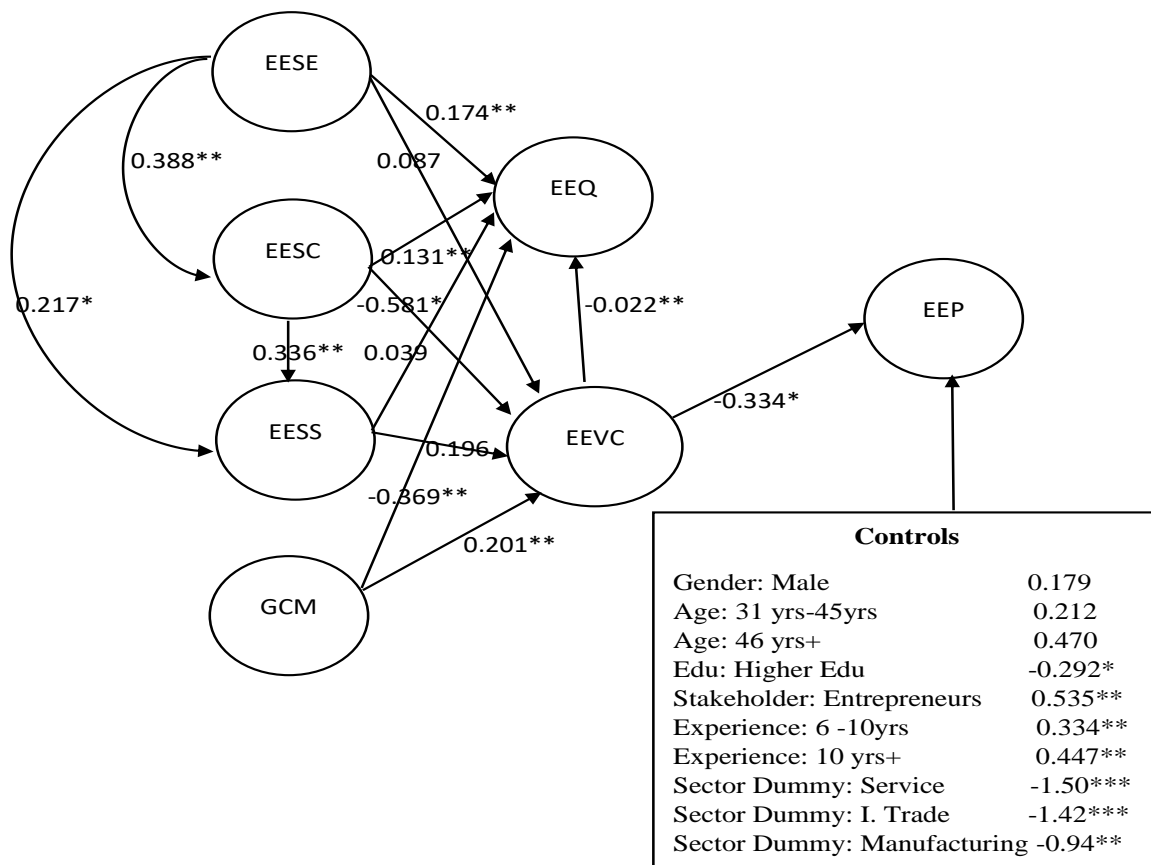 EESE
0.174**
0.388**
0.087
EEQ
EESC
0.131**
0.217*
-0.581*
-0.022**
EEP
0.336**
0.039
-0.334*
EESS
0.196
EEVC
-0.369**
0.201**
GCM
Controls
Gender: Male 0.179
Age: 31 yrs-45yrs 0.212
Age: 46 yrs+ 0.470
Edu: Higher Edu -0.292*
Stakeholder: Entrepreneurs 0.535**
Experience: 6 -10yrs 0.334**
Experience: 10 yrs+ 0.447**
Sector Dummy: Service -1.50***
Sector Dummy: I. Trade -1.42***
Sector Dummy: Manufacturing -0.94**